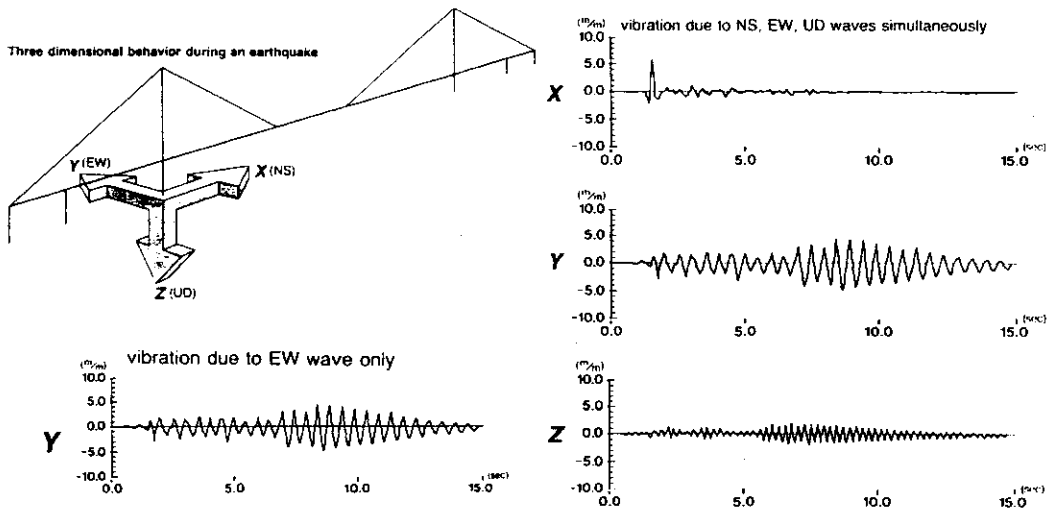 Three dimensional behavior during an earthquake
Y (EW)
X (NS)
Z (UD)
vibration due to EW wave only
(m/m)
10.0
5.0
Y
0.0
-5.0
-10.0
0.0 5.0 10.0 15.0
(sec)
vibration due to NS, EW, UD waves simultaneously
(m/m)
10.0
5.0
X
0.0
-5.0
-10.0
0.0 5.0 10.0 15.0
(sec)
(m/m)
10.0
5.0
Y
0.0
-5.0
-10.0
0.0 5.0 10.0 15.0
(sec)
(m/m)
10.0
5.0
Z
0.0
-5.0
-10.0
0.0 5.0 10.0 15.0
(sec)